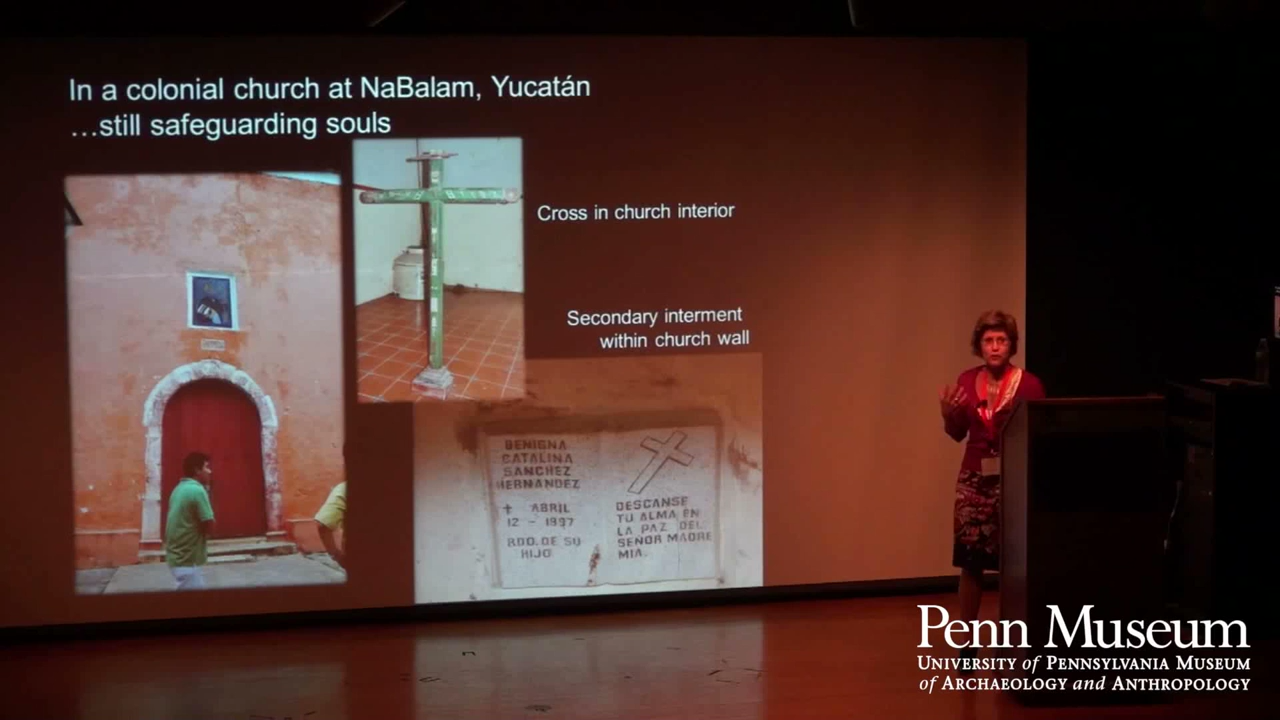 In a colonial church at NaBalam, Yucatán
…still safeguarding souls
Cross in church interior
Secondary interment
within church wall
BENIGNA
CATALINA
SANCHEZ
HERNANDEZ
✝ ABRIL
12 - 1997
RDO. DE SU
HIJO
DESCANSE
TU ALMA EN
LA PAZ DEL
SEÑOR MADRE
MIA.
Penn Museum
UNIVERSITY of PENNSYLVANIA MUSEUM
of ARCHAEOLOGY and ANTHROPOLOGY